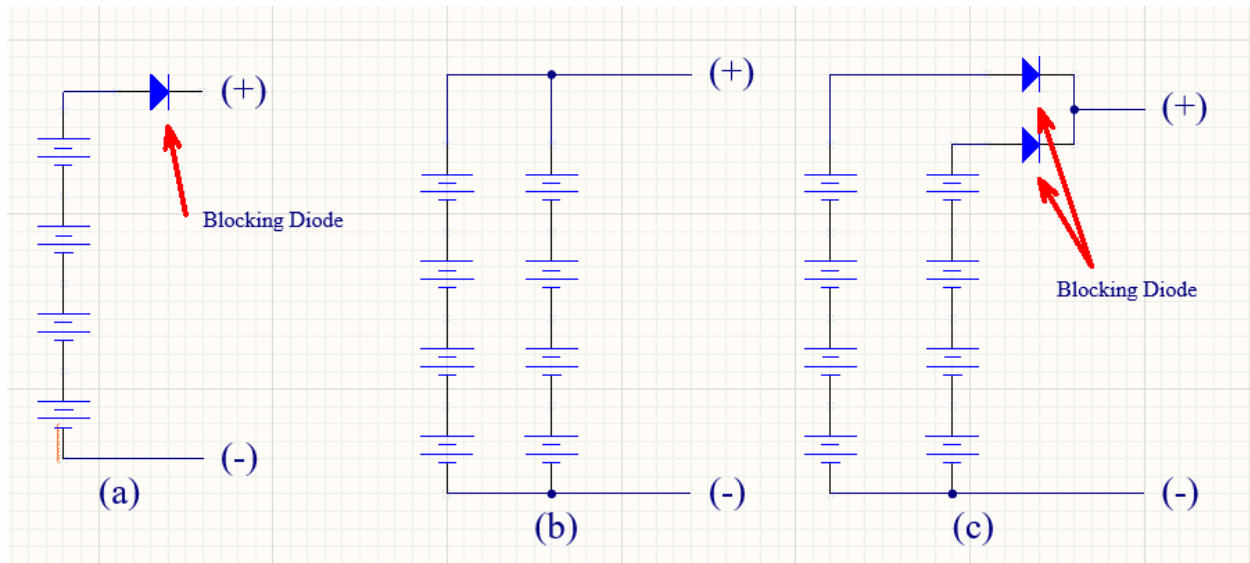 (+)
Blocking Diode
(-)
(a)
(+)
(-)
(b)
(+)
Blocking Diode
(-)
(c)